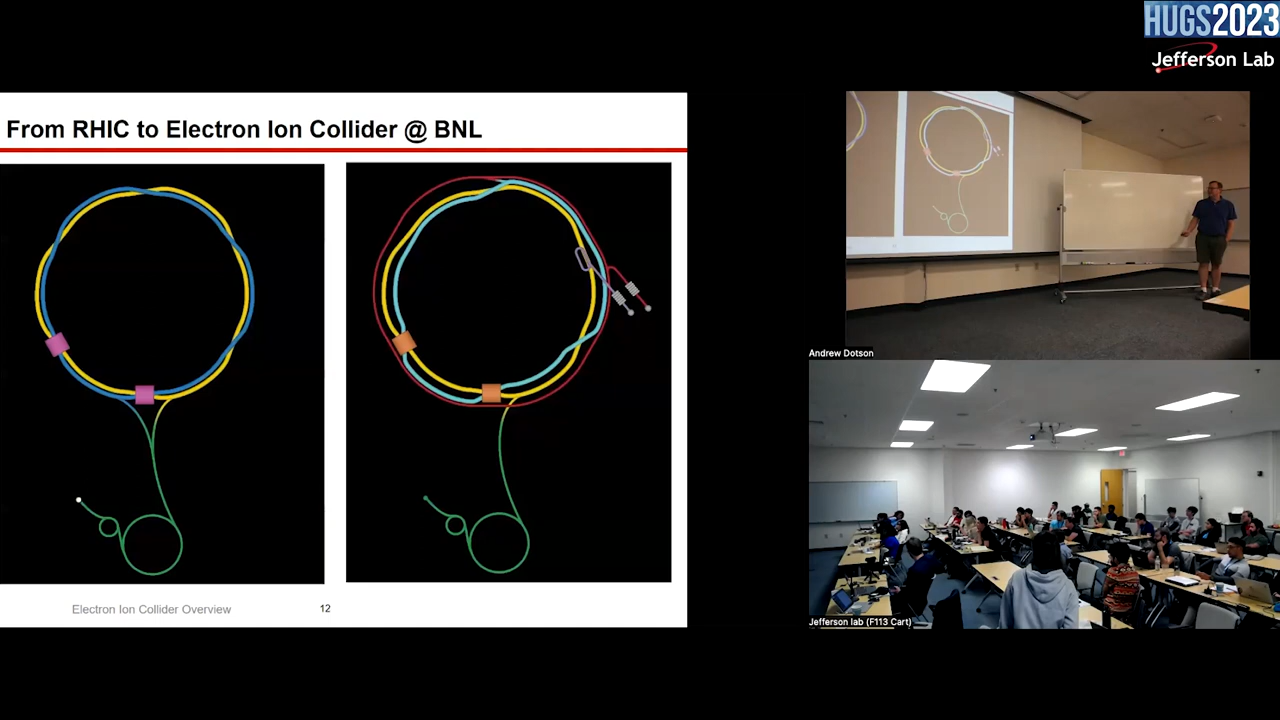 HUGS2023
Jefferson Lab
From RHIC to Electron Ion Collider @ BNL
Electron Ion Collider Overview
12
Andrew Dotson
Jefferson lab (F113 Cart)